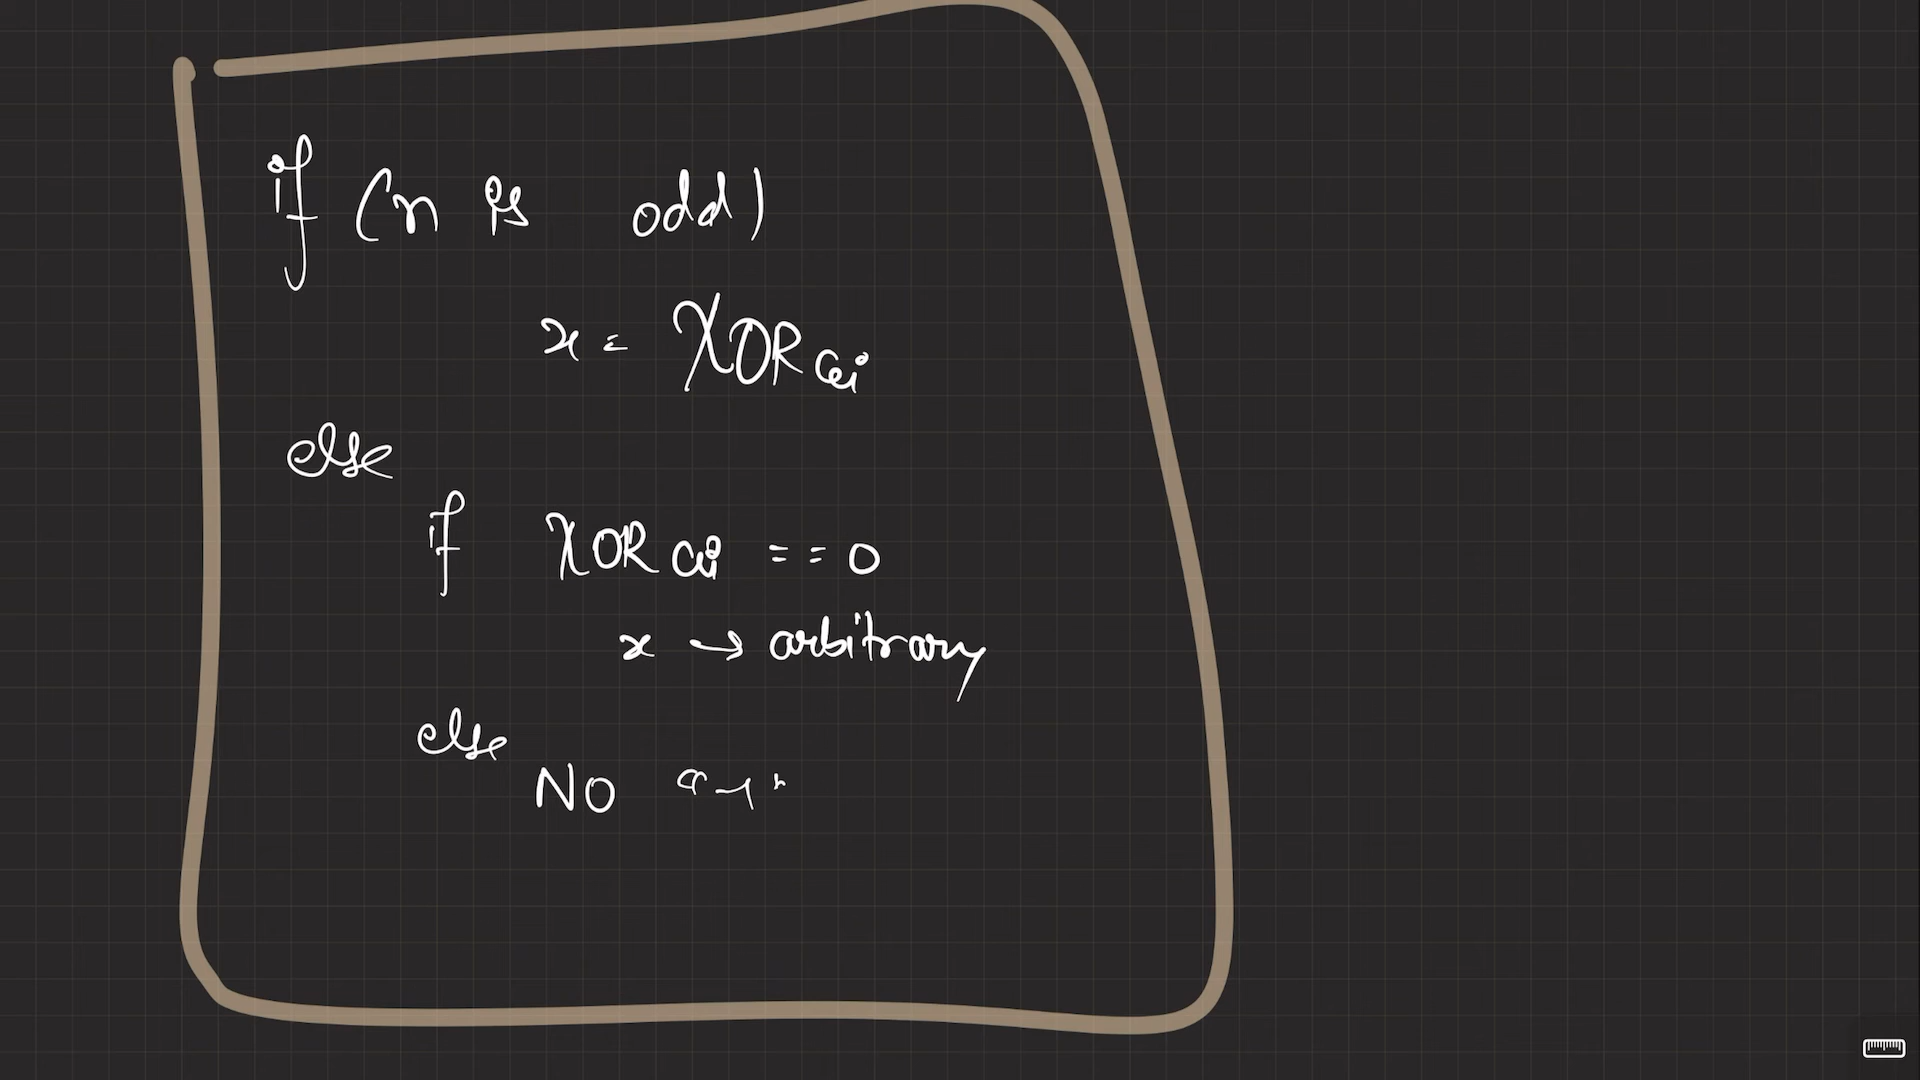 if (n is odd)
x = XOR ai
else
if XOR ai == 0
x → arbitrary
else
NO